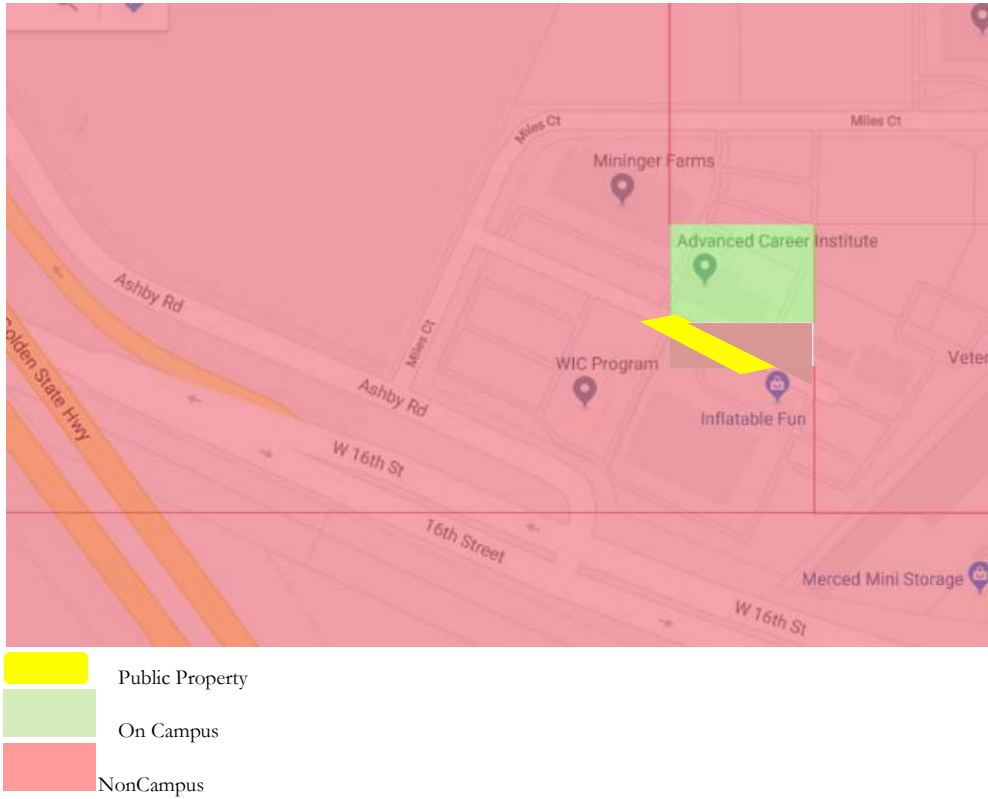 Miles Ct
Miles Ct
Mininger Farms
Advanced Career Institute
Ashby Rd
Miles Ct
WIC Program
Golden State Hwy
Ashby Rd
Inflatable Fun
W 16th St
16th Street
Merced Mini Storage
W 16th St
Public Property
On Campus
NonCampus